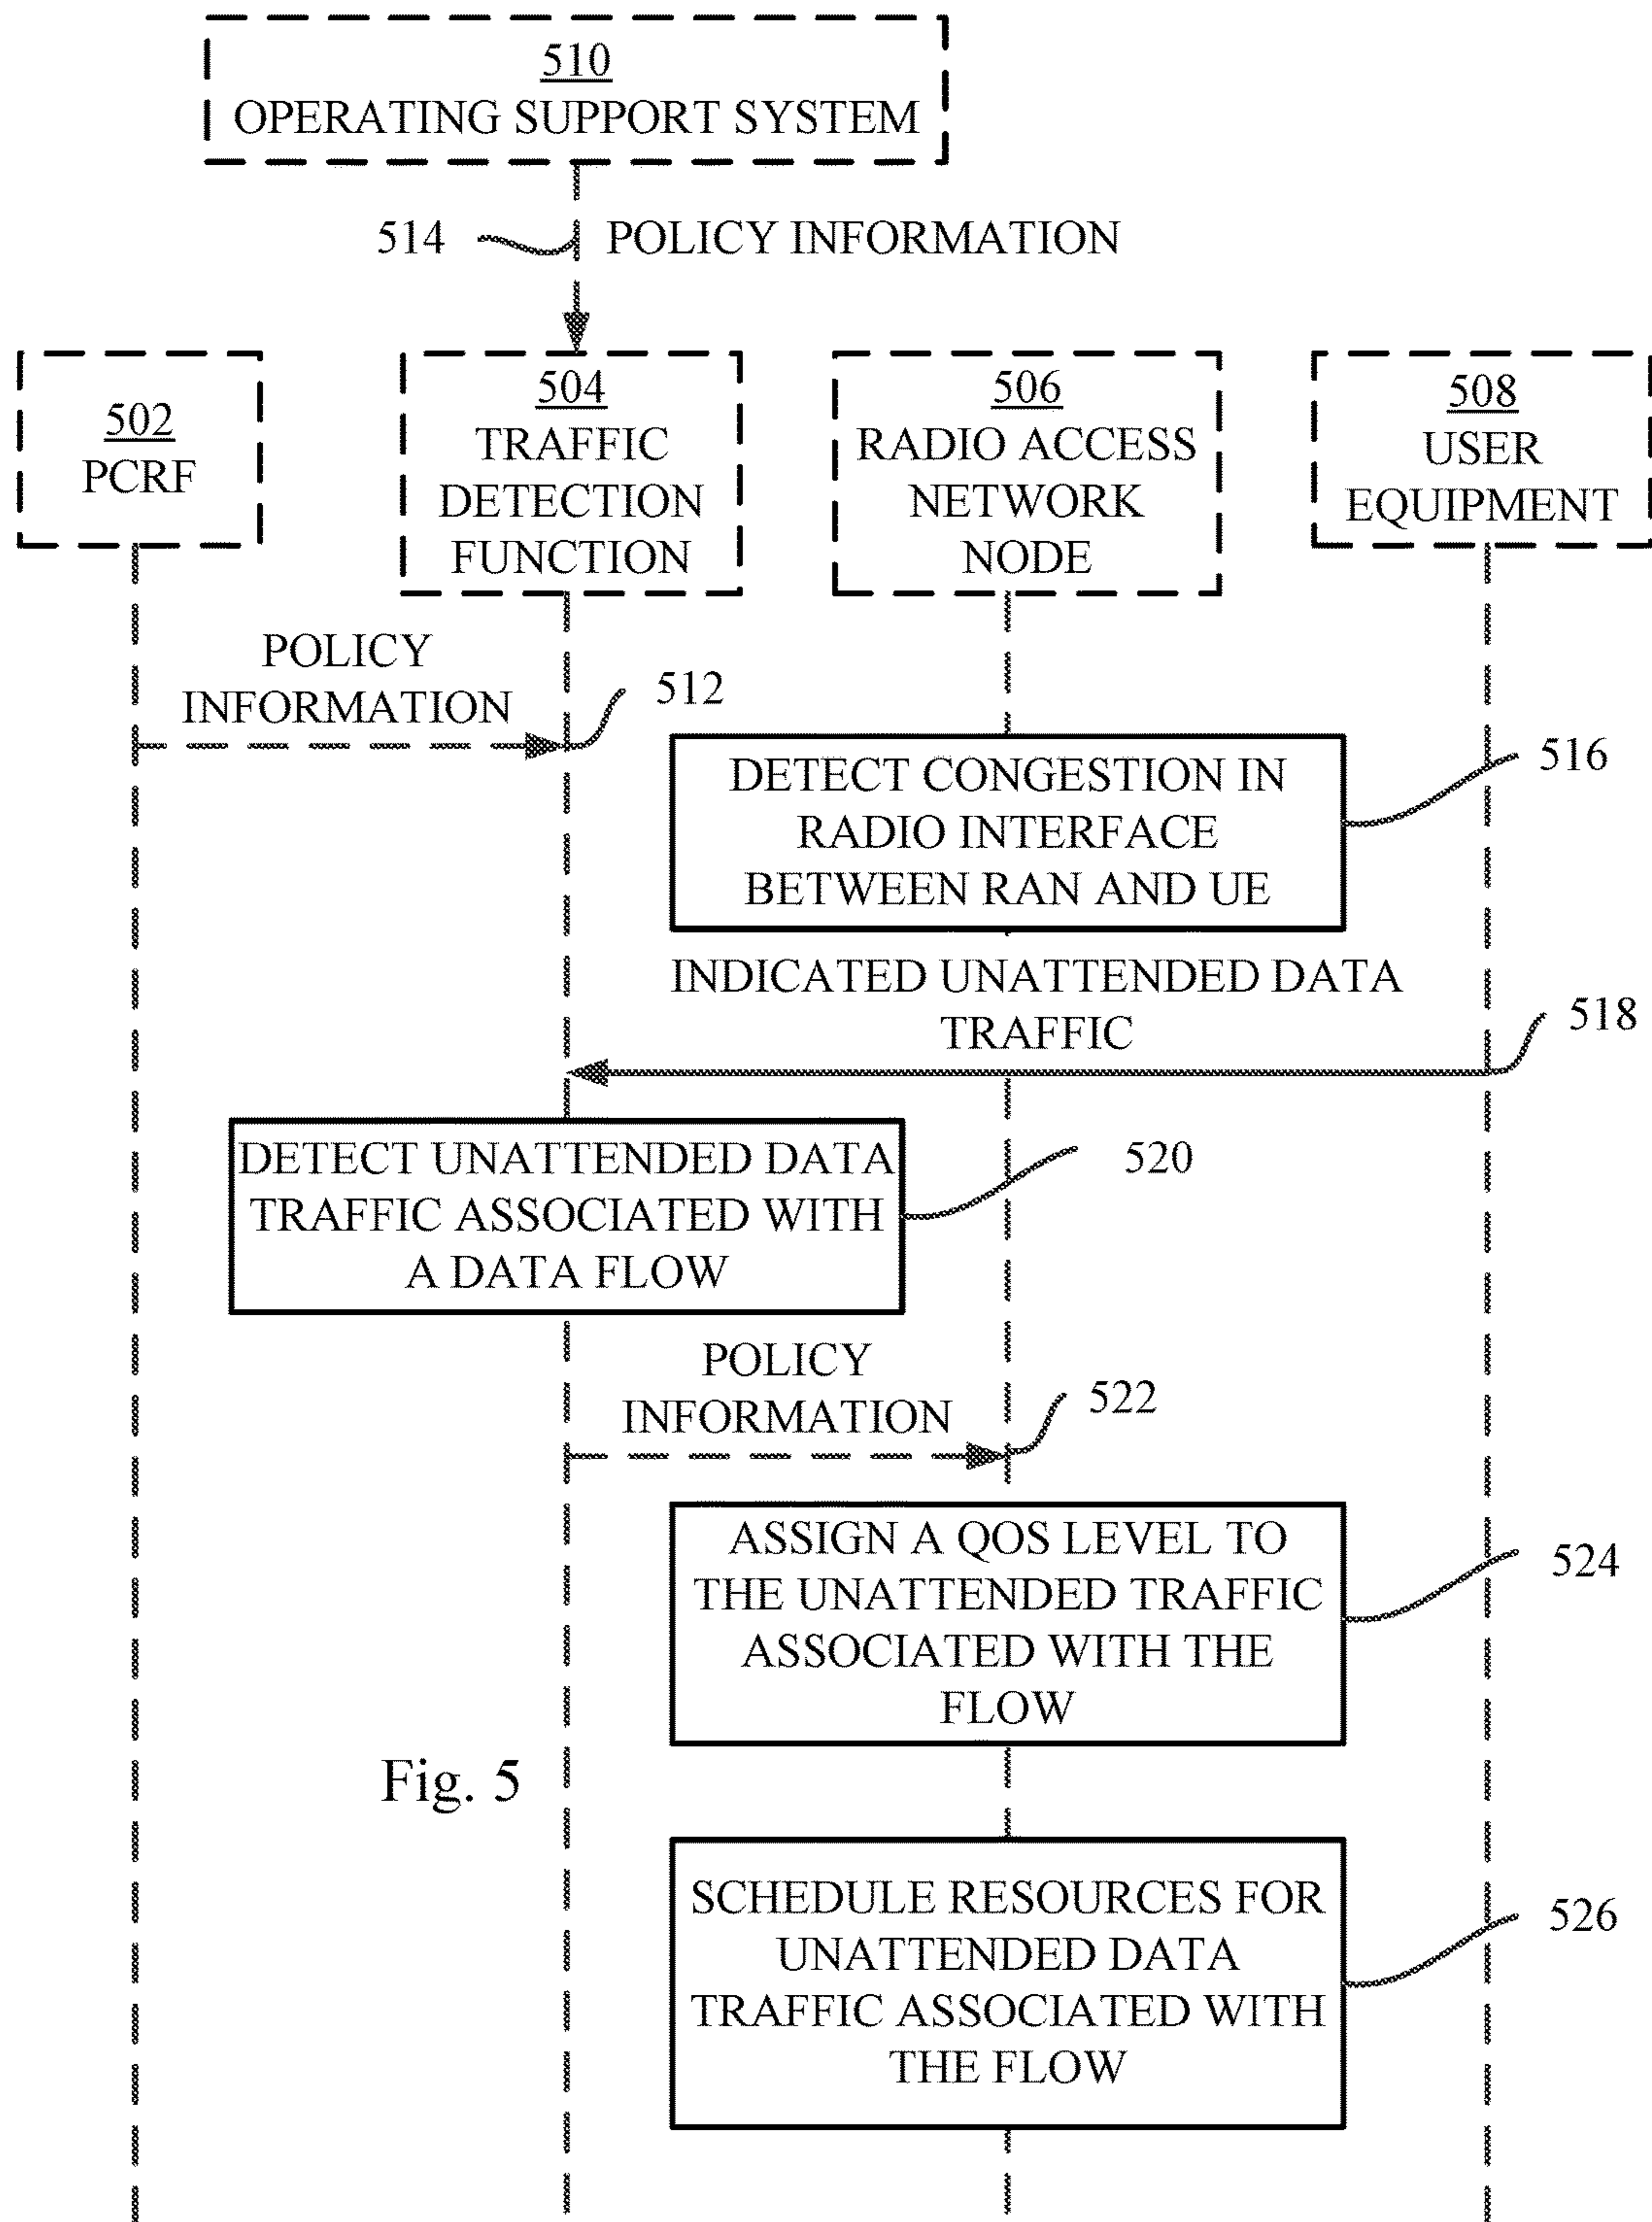 510
OPERATING SUPPORT SYSTEM
514
POLICY INFORMATION
502
PCRF
504
TRAFFIC
DETECTION
FUNCTION
506
RADIO ACCESS
NETWORK
NODE
508
USER
EQUIPMENT
POLICY
INFORMATION
512
DETECT CONGESTION IN
RADIO INTERFACE
BETWEEN RAN AND UE
516
INDICATED UNATTENDED DATA
TRAFFIC
518
DETECT UNATTENDED DATA
TRAFFIC ASSOCIATED WITH
A DATA FLOW
520
POLICY
INFORMATION
522
ASSIGN A QOS LEVEL TO
THE UNATTENDED TRAFFIC
ASSOCIATED WITH THE
FLOW
524
Fig. 5
SCHEDULE RESOURCES FOR
UNATTENDED DATA
TRAFFIC ASSOCIATED WITH
THE FLOW
526